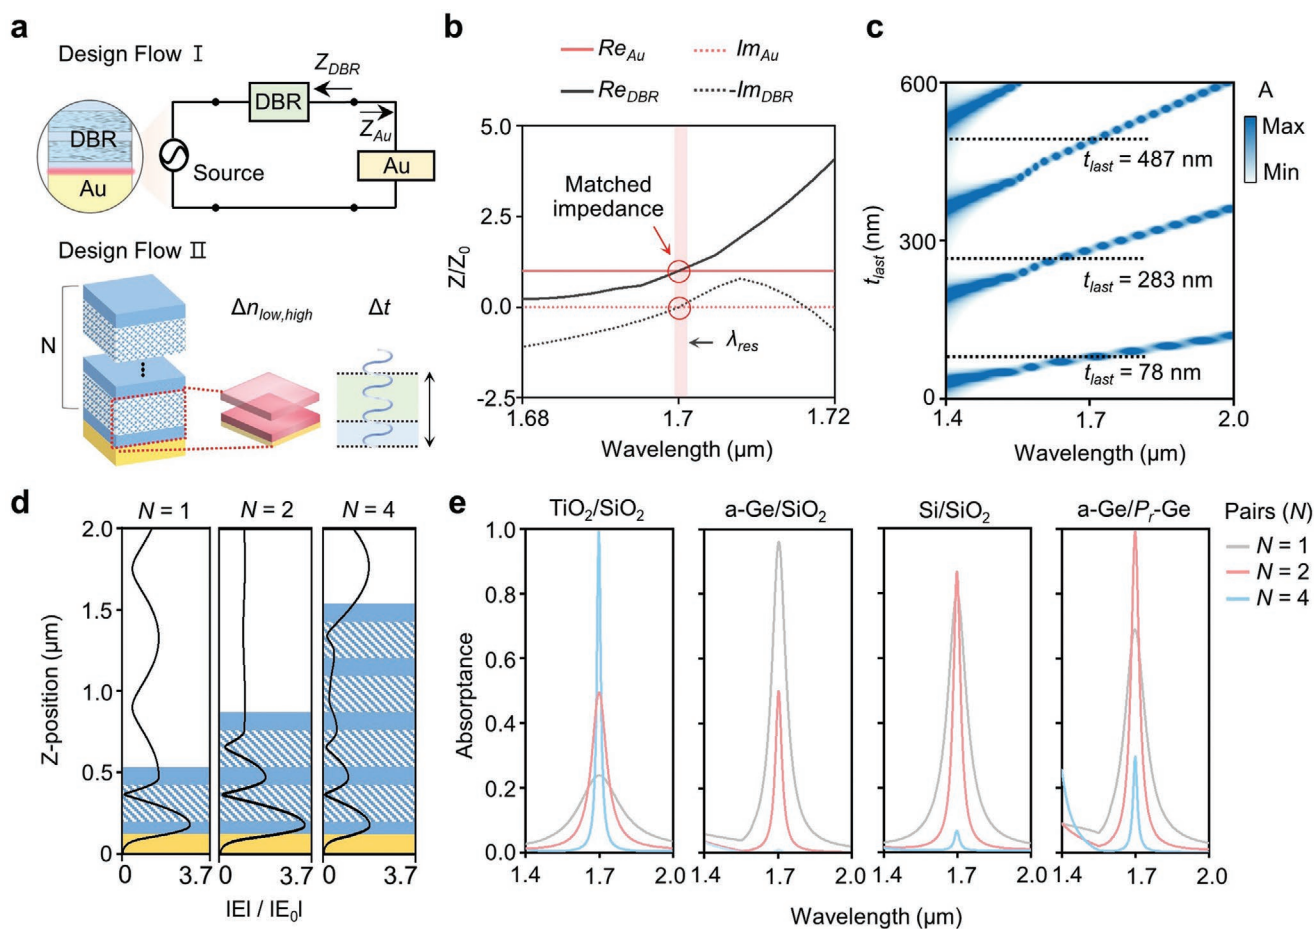 a
Design Flow Ⅰ
Z_DBR
DBR
Z_Au
DBR
Au
Source
Au
Design Flow Ⅱ
N
Δn_low,high
Δt
b
Re_Au
Im_Au
Re_DBR
-Im_DBR
5.0
2.5
0.0
-2.5
Z/Z_0
Matched
impedance
λ_res
1.68
1.7
1.72
Wavelength (μm)
c
600
300
0
t_last (nm)
t_last = 487 nm
t_last = 283 nm
t_last = 78 nm
1.4
1.7
2.0
Wavelength (μm)
A
Max
Min
d
N = 1
N = 2
N = 4
2.0
1.5
1.0
0.5
0
Z-position (μm)
0
3.7
0
3.7
0
3.7
|E| / |E_0|
e
TiO_2/SiO_2
a-Ge/SiO_2
Si/SiO_2
a-Ge/P_r-Ge
1.0
0.8
0.6
0.4
0.2
0.0
Absorptance
1.4
1.7
2.0
1.4
1.7
2.0
1.4
1.7
2.0
1.4
1.7
2.0
Wavelength (μm)
Pairs (N)
N = 1
N = 2
N = 4